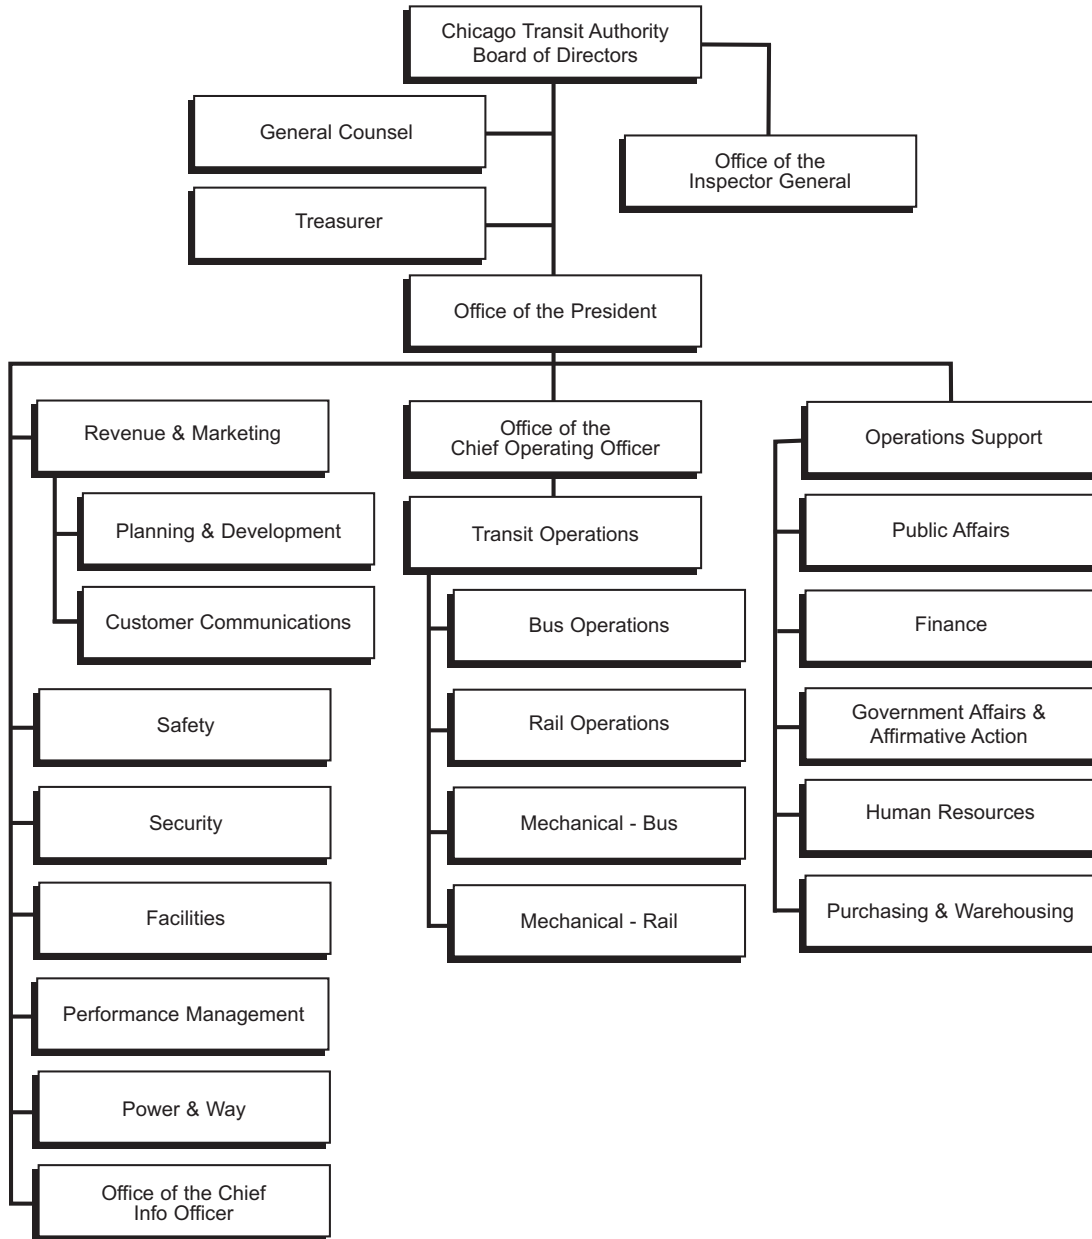 Chicago Transit Authority
Board of Directors
General Counsel
Office of the
Inspector General
Treasurer
Office of the President
Revenue & Marketing
Planning & Development
Customer Communications
Safety
Security
Facilities
Performance Management
Power & Way
Office of the Chief
Info Officer
Office of the
Chief Operating Officer
Transit Operations
Bus Operations
Rail Operations
Mechanical - Bus
Mechanical - Rail
Operations Support
Public Affairs
Finance
Government Affairs &
Affirmative Action
Human Resources
Purchasing & Warehousing